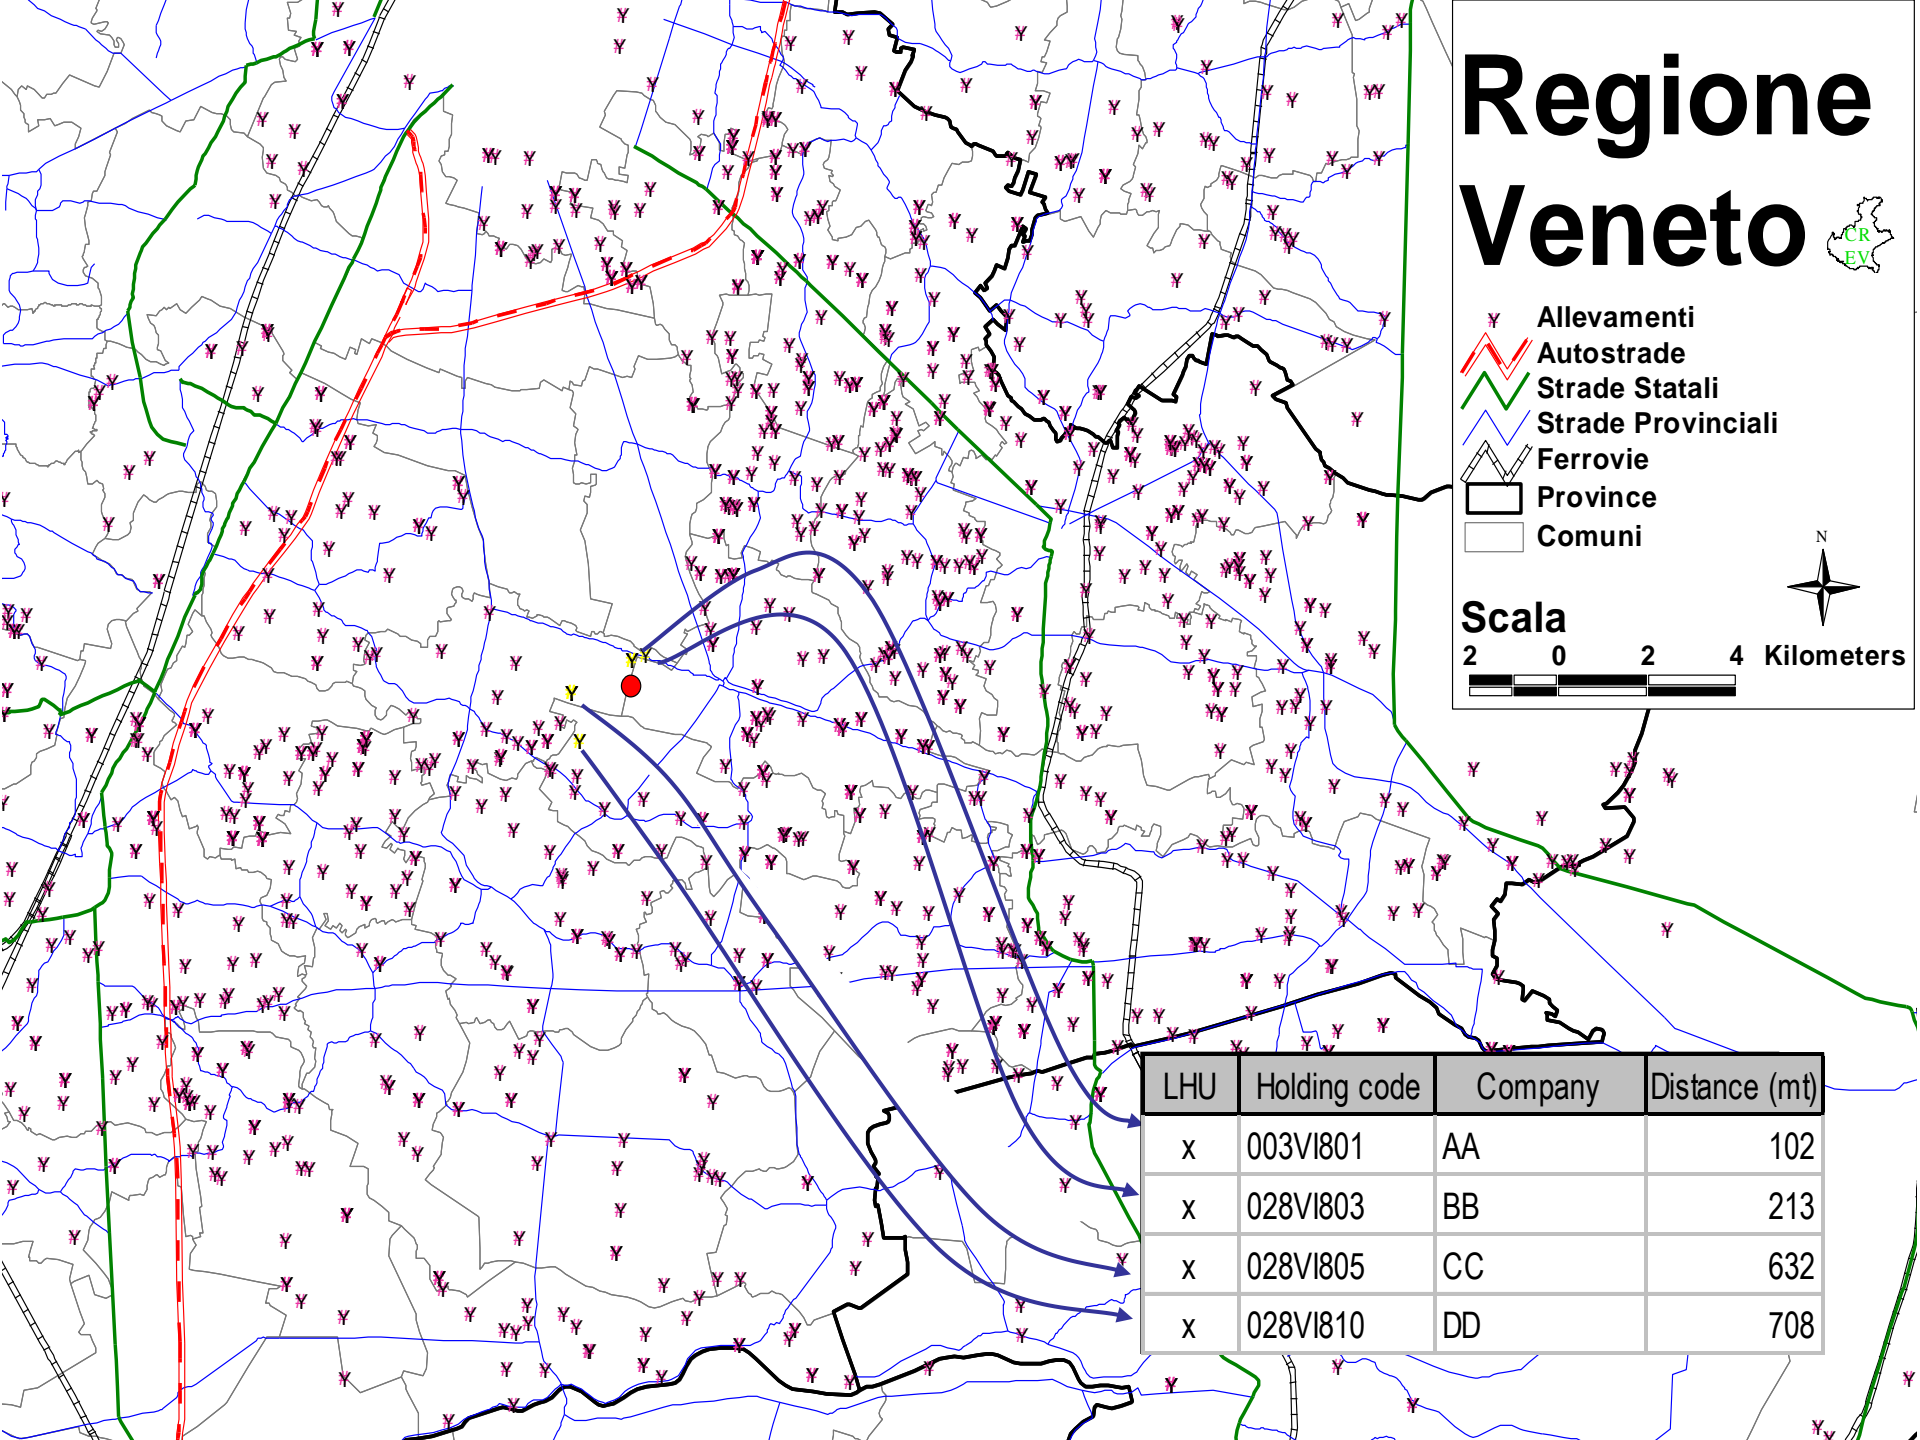 Regione
Veneto
CR
EV
Allevamenti
Autostrade
Strade Statali
Strade Provinciali
Ferrovie
Province
Comuni
N
Scala
2 0 2 4 Kilometers
LHU Holding code Company Distance (mt)
x 003VI801 AA 102
x 028VI803 BB 213
x 028VI805 CC 632
x 028VI810 DD 708